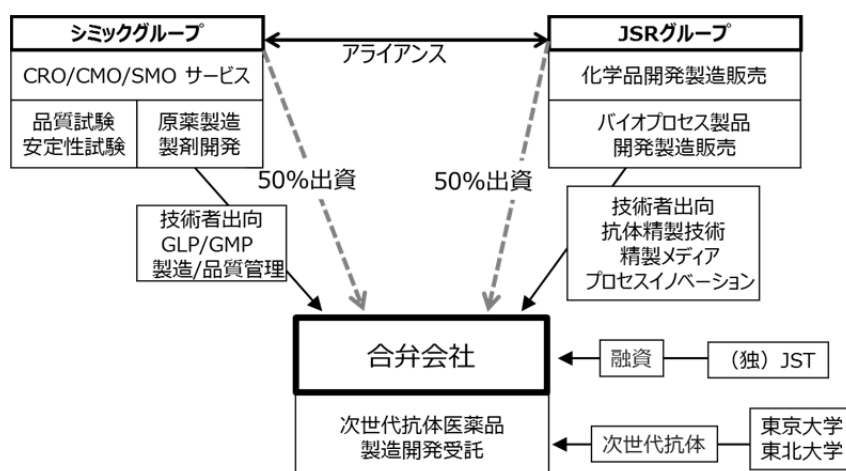 シミックグループ
JSRグループ
アライアンス
CRO/CMO/SMO サービス
化学品開発製造販売
品質試験
安定性試験
原薬製造
製剤開発
バイオプロセス製品
開発製造販売
50%出資
50%出資
技術者出向
GLP/GMP
製造/品質管理
技術者出向
抗体精製技術
精製メディア
プロセスイノベーション
合弁会社
融資
（独）JST
次世代抗体医薬品
製造開発受託
次世代抗体
東京大学
東北大学